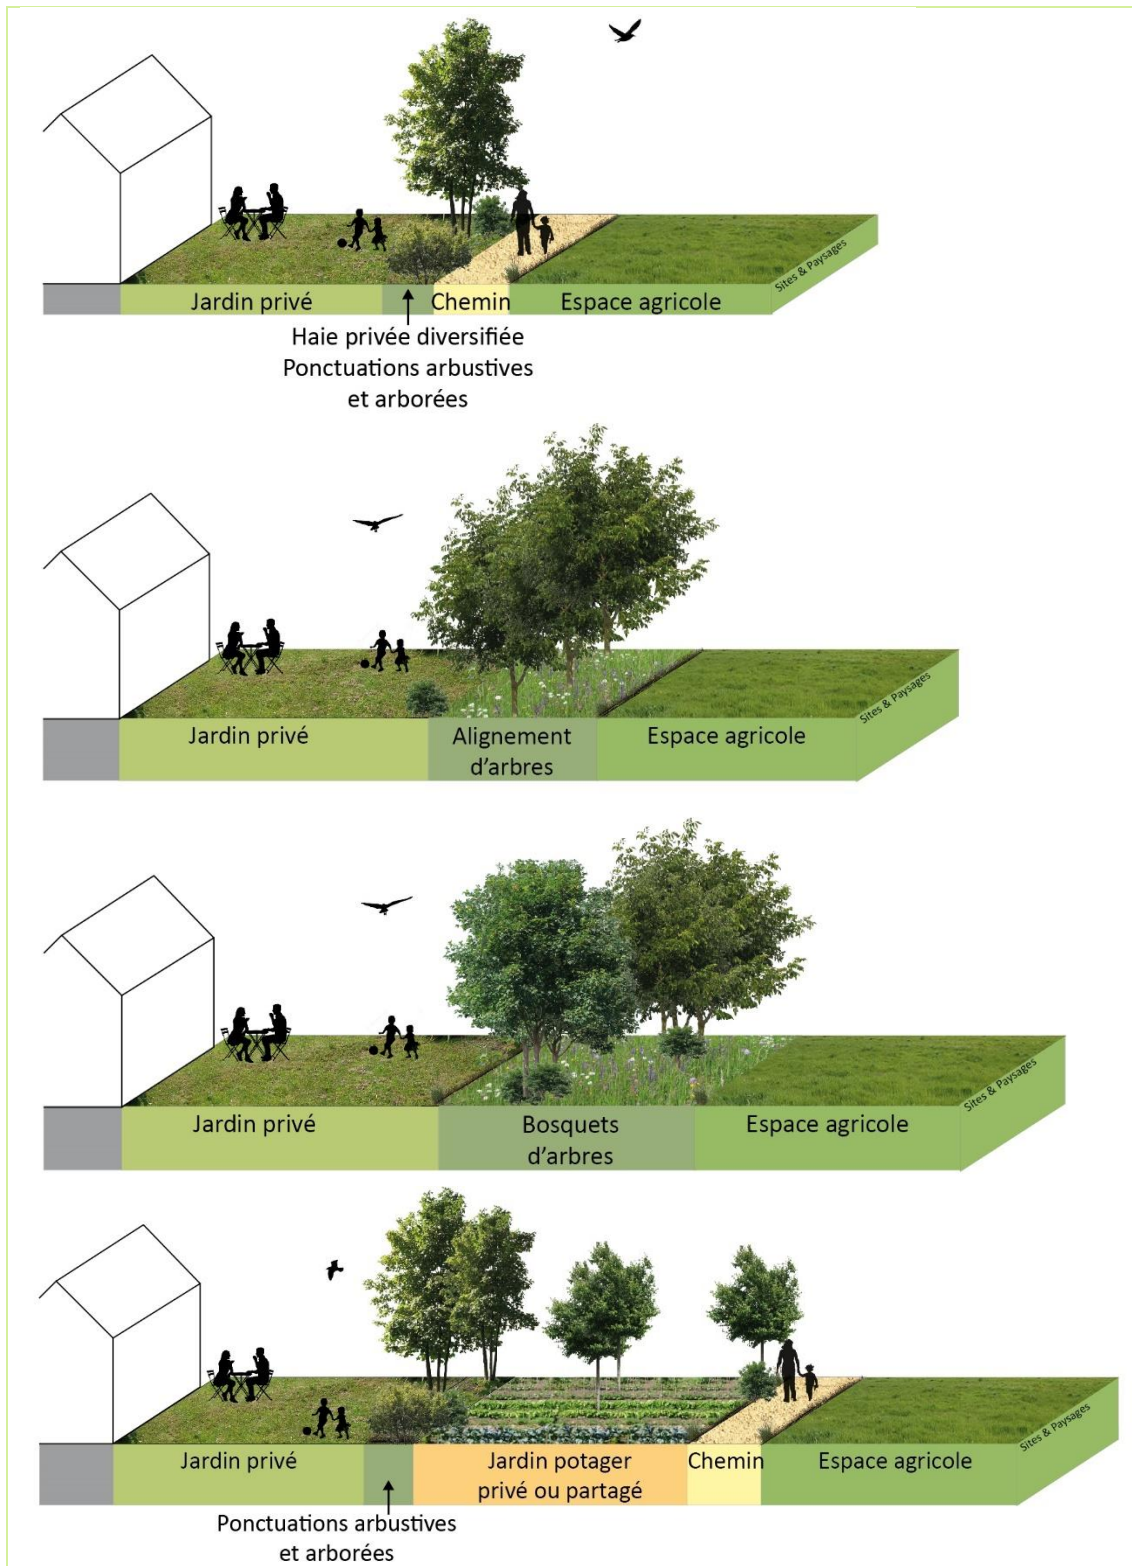 Jardin privé
Chemin
Espace agricole
Sites & Paysages
Haie privée diversifiée
Ponctuations arbustives
et arborées
Jardin privé
Alignement
d'arbres
Espace agricole
Sites & Paysages
Jardin privé
Bosquets
d'arbres
Espace agricole
Sites & Paysages
Jardin privé
Jardin potager
privé ou partagé
Chemin
Espace agricole
Sites & Paysages
Ponctuations arbustives
et arborées